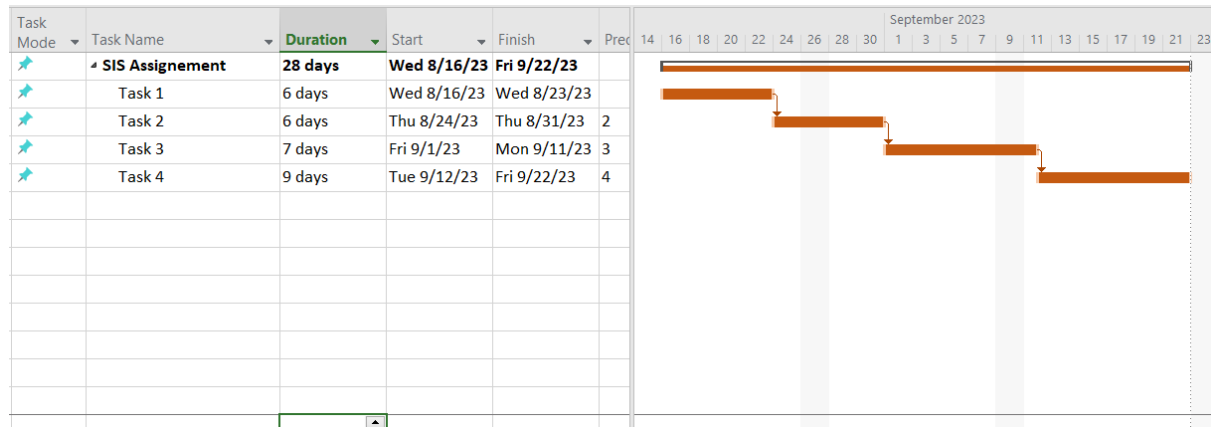 Task Mode Task Name Duration Start Finish Pred
September 2023
14 16 18 20 22 24 26 28 30 1 3 5 7 9 11 13 15 17 19 21 23
SIS Assignement 28 days Wed 8/16/23 Fri 9/22/23
Task 1 6 days Wed 8/16/23 Wed 8/23/23
Task 2 6 days Thu 8/24/23 Thu 8/31/23 2
Task 3 7 days Fri 9/1/23 Mon 9/11/23 3
Task 4 9 days Tue 9/12/23 Fri 9/22/23 4